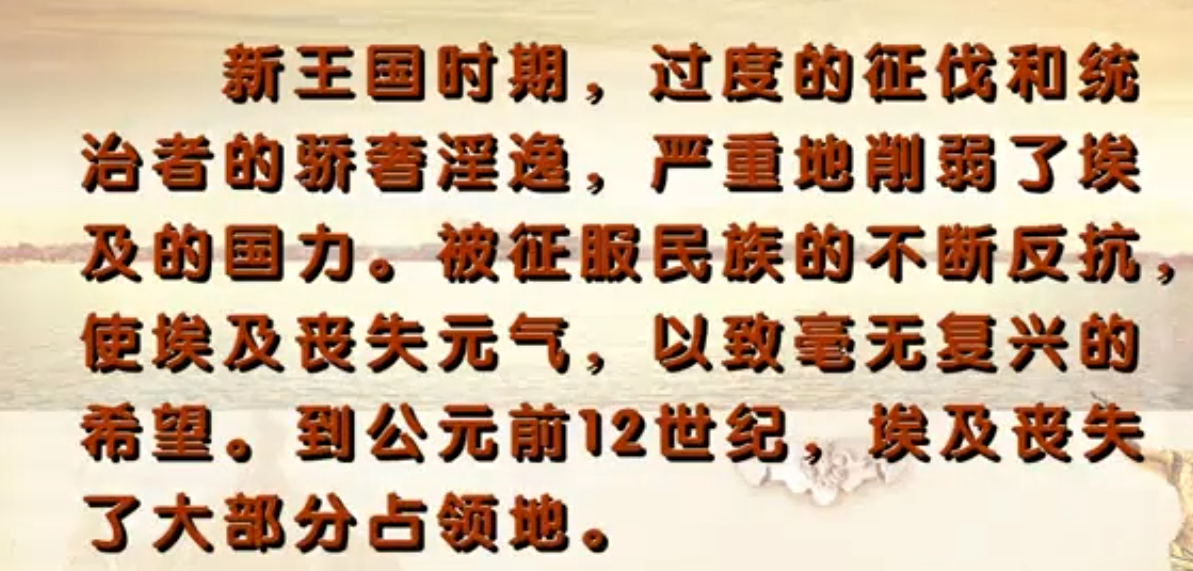 新王国时期，过度的征伐和统
治者的骄奢淫逸，严重地削弱了埃
及的国力。被征服民族的不断反抗，
使埃及丧失元气，以致毫无复兴的
希望。到公元前12世纪，埃及丧失
了大部分占领地。